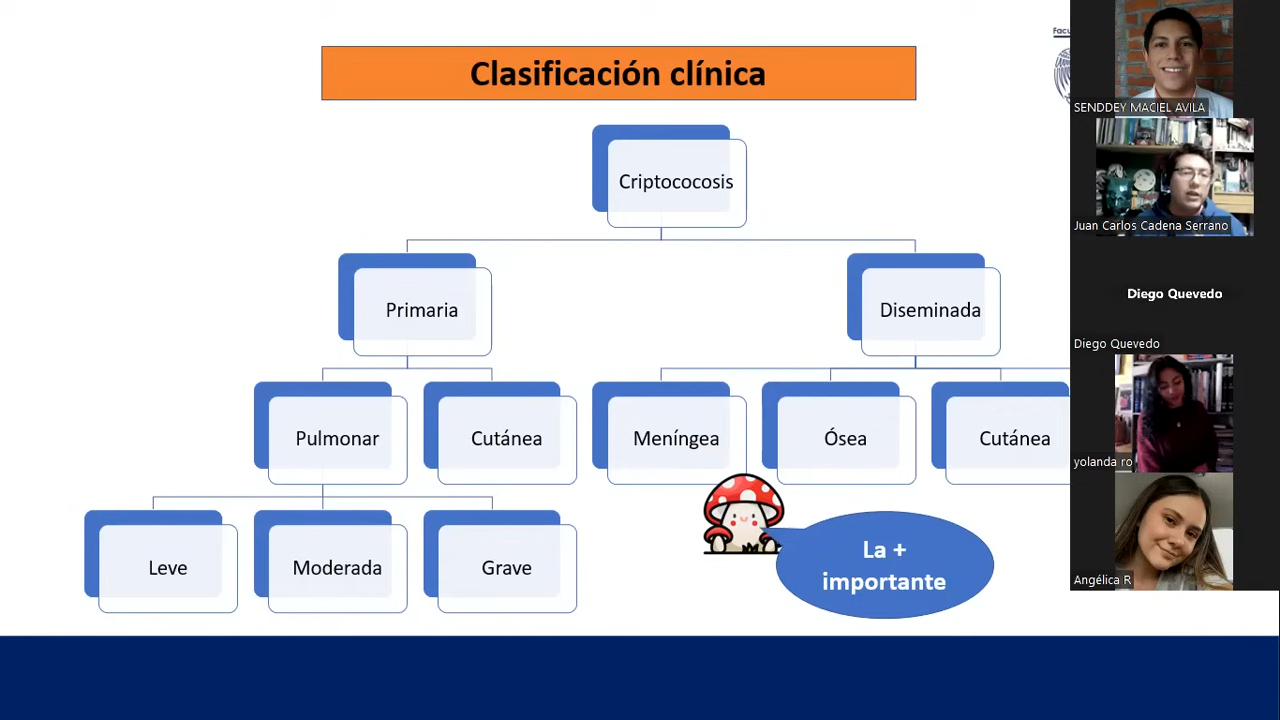 Clasificación clínica
Criptococosis
Primaria
Diseminada
Pulmonar
Cutánea
Meníngea
Ósea
Cutánea
Leve
Moderada
Grave
La +
importante
Facu
SENDDEY MACIEL AVILA
Juan Carlos Cadena Serrano
Diego Quevedo
Diego Quevedo
yolanda ro
Angélica R